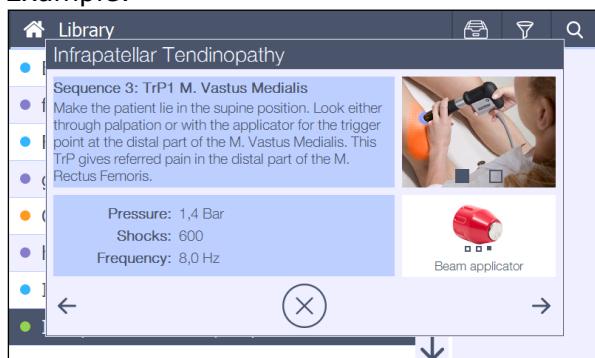 Example:
Library
Infrapatellar Tendinopathy
Sequence 3: TrP1 M. Vastus Medialis
Make the patient lie in the supine position. Look either
through palpation or with the applicator for the trigger
point at the distal part of the M. Vastus Medialis. This
TrP gives referred pain in the distal part of the M.
Rectus Femoris.
Pressure: 1,4 Bar
Shocks: 600
Frequency: 8,0 Hz
Beam applicator